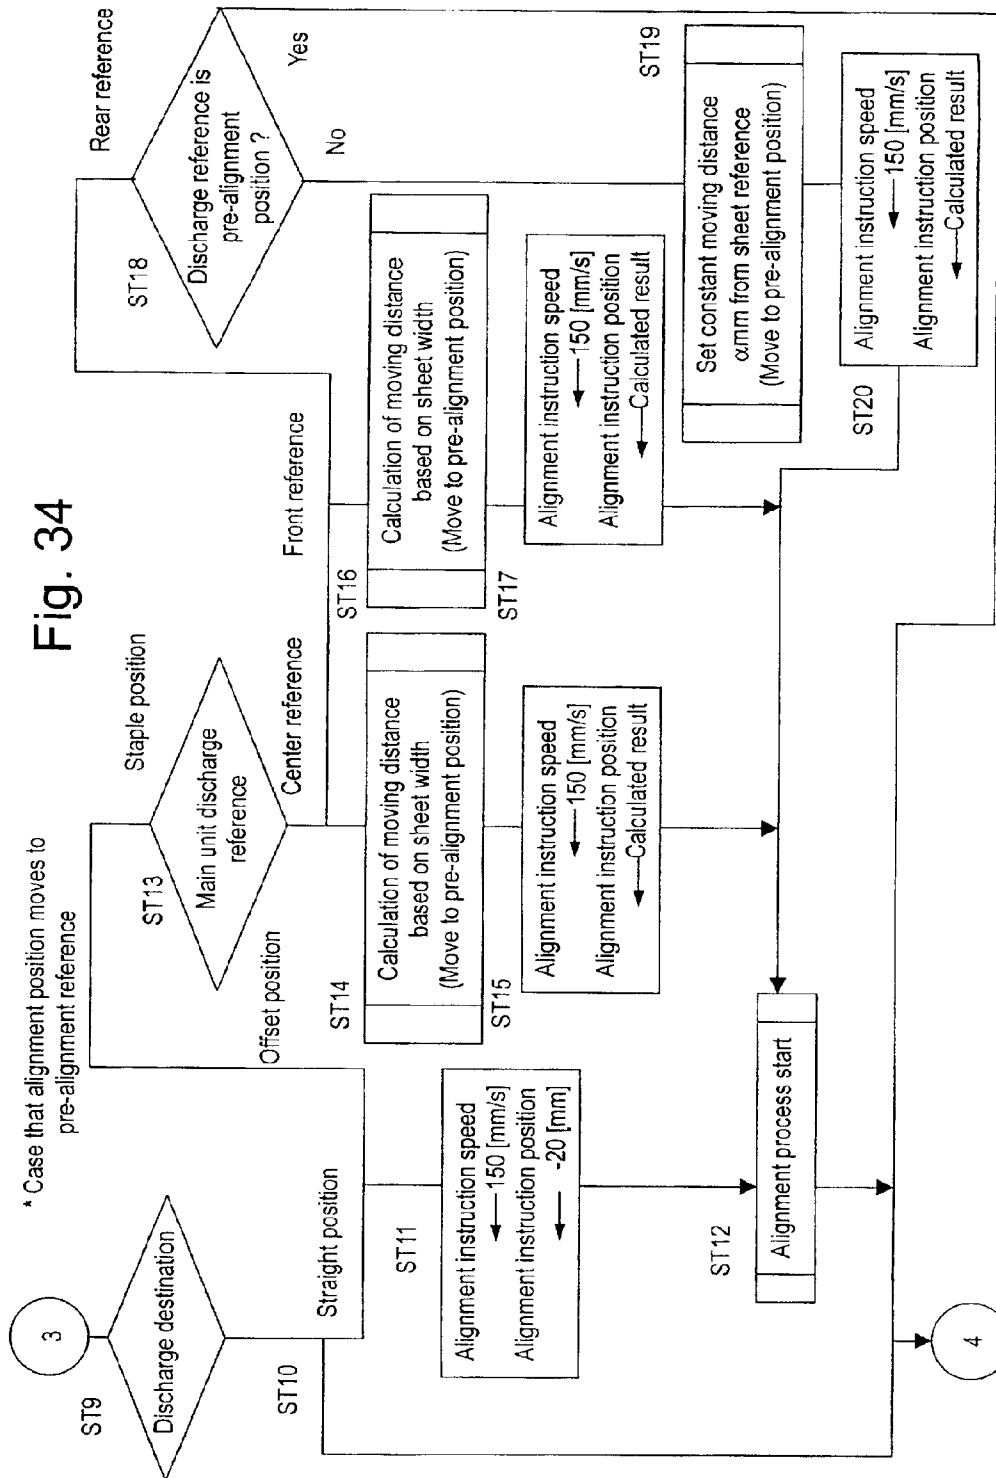 Fig. 34
* Case that alignment position moves to
pre-alignment reference
3
ST9
Discharge destination
ST10
Straight position
Offset position
Staple position
ST11
Alignment instruction speed
←150 [mm/s]
Alignment instruction position
← -20 [mm]
ST12
Alignment process start
4
ST13
Main unit discharge
reference
Center reference
Front reference
Rear reference
ST14
Calculation of moving distance
based on sheet width
(Move to pre-alignment position)
ST15
Alignment instruction speed
←150 [mm/s]
Alignment instruction position
←Calculated result
ST16
Calculation of moving distance
based on sheet width
(Move to pre-alignment position)
ST17
Alignment instruction speed
←150 [mm/s]
Alignment instruction position
←Calculated result
ST18
Discharge reference is
pre-alignment
position ?
Yes
No
ST19
Set constant moving distance
αmm from sheet reference
(Move to pre-alignment position)
ST20
Alignment instruction speed
←150 [mm/s]
Alignment instruction position
←Calculated result